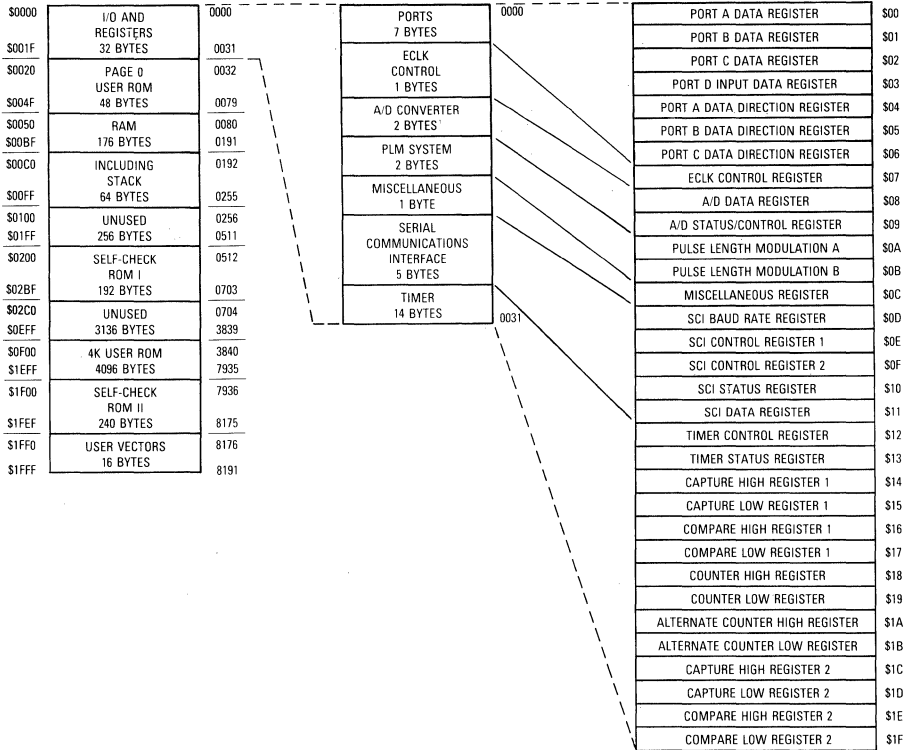 $0000 I/O AND REGISTERS 32 BYTES 0000
$001F 0031
$0020 PAGE 0 USER ROM 48 BYTES 0032
$004F 0079
$0050 RAM 176 BYTES 0080
$00BF 0191
$00C0 INCLUDING STACK 64 BYTES 0192
$00FF 0255
$0100 UNUSED 256 BYTES 0256
$01FF 0511
$0200 SELF-CHECK ROM I 192 BYTES 0512
$02BF 0703
$02C0 UNUSED 3136 BYTES 0704
$0EFF 3839
$0F00 4K USER ROM 4096 BYTES 3840
$1EFF 7935
$1F00 SELF-CHECK ROM II 240 BYTES 7936
$1FEF 8175
$1FF0 USER VECTORS 16 BYTES 8176
$1FFF 8191
PORTS 0000
7 BYTES
ECLK
CONTROL
1 BYTE
A/D CONVERTER
2 BYTES
PLM SYSTEM
2 BYTES
MISCELLANEOUS
1 BYTE
SERIAL
COMMUNICATIONS
INTERFACE
5 BYTES
TIMER
14 BYTES 0031
PORT A DATA REGISTER $00
PORT B DATA REGISTER $01
PORT C DATA REGISTER $02
PORT D INPUT DATA REGISTER $03
PORT A DATA DIRECTION REGISTER $04
PORT B DATA DIRECTION REGISTER $05
PORT C DATA DIRECTION REGISTER $06
ECLK CONTROL REGISTER $07
A/D DATA REGISTER $08
A/D STATUS/CONTROL REGISTER $09
PULSE LENGTH MODULATION A $0A
PULSE LENGTH MODULATION B $0B
MISCELLANEOUS REGISTER $0C
SCI BAUD RATE REGISTER $0D
SCI CONTROL REGISTER 1 $0E
SCI CONTROL REGISTER 2 $0F
SCI STATUS REGISTER $10
SCI DATA REGISTER $11
TIMER CONTROL REGISTER $12
TIMER STATUS REGISTER $13
CAPTURE HIGH REGISTER 1 $14
CAPTURE LOW REGISTER 1 $15
COMPARE HIGH REGISTER 1 $16
COMPARE LOW REGISTER 1 $17
COUNTER HIGH REGISTER $18
COUNTER LOW REGISTER $19
ALTERNATE COUNTER HIGH REGISTER $1A
ALTERNATE COUNTER LOW REGISTER $1B
CAPTURE HIGH REGISTER 2 $1C
CAPTURE LOW REGISTER 2 $1D
COMPARE HIGH REGISTER 2 $1E
COMPARE LOW REGISTER 2 $1F